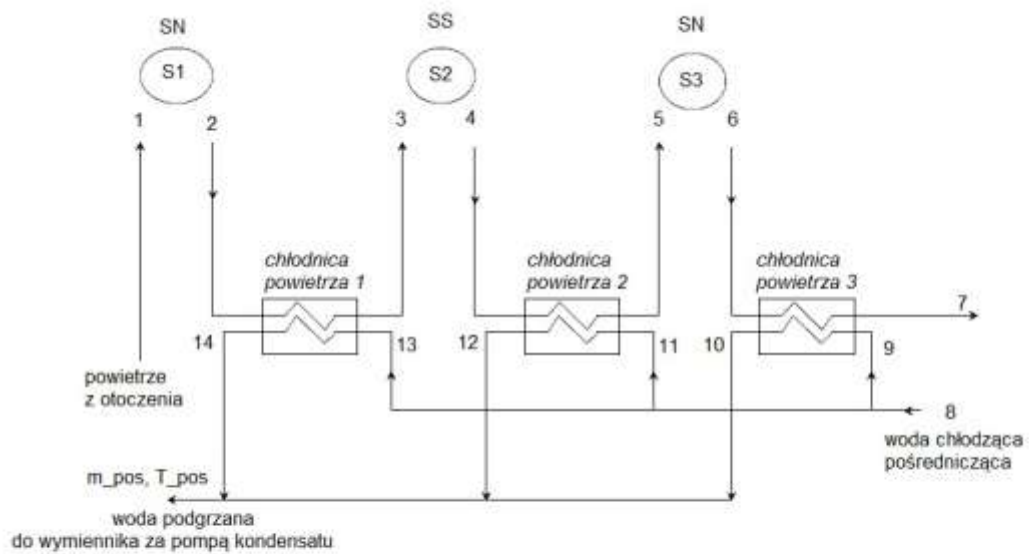 SN
SS
SN
S1
S2
S3
1
2
3
4
5
6
chłodnica
powietrza 1
chłodnica
powietrza 2
chłodnica
powietrza 3
7
14
13
12
11
10
9
powietrze
z otoczenia
8
woda chłodząca
pośrednicząca
m_pos, T_pos
woda podgrzana
do wymiennika za pompą kondensatu